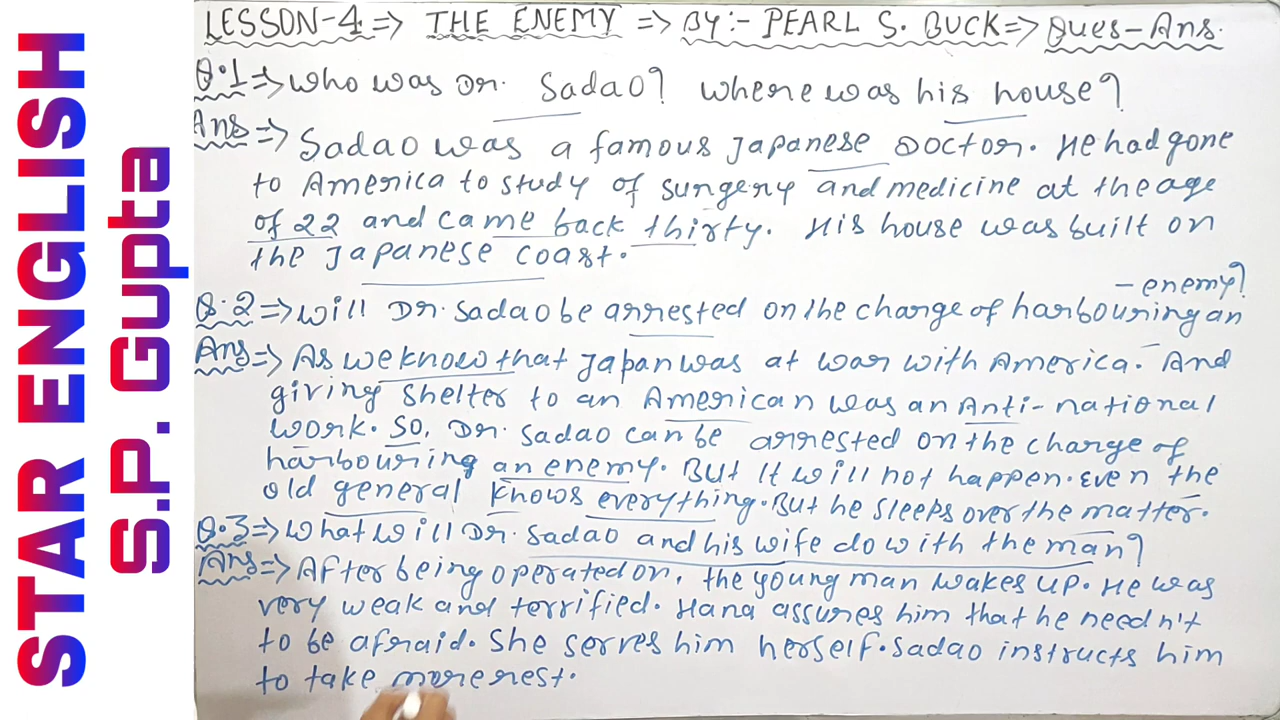 STAR ENGLISH
S.P. Gupta
LESSON-4 => THE ENEMY => By:- PEARL S. BUCK => Ques-Ans.
Q.1 => Who was Dr. Sadao? Where was his house?
Ans => Sadao was a famous Japanese Doctor. He had gone
to America to study of surgery and medicine at the age
of 22 and came back thirty. His house was built on
the Japanese coast.
- enemy?
Q.2 => Will Dr. Sadao be arrested on the charge of harbouring an
Ans => As we know that Japan was at war with America. And
giving shelter to an American was an Anti-national
work. So, Dr. Sadao can be arrested on the charge of
harbouring an enemy. But it will not happen. Even the
old general knows everything. But he sleeps over the matter.
Q.3 => What will Dr. Sadao and his wife do with the man?
Ans => After being operated on, the young man wakes up. He was
very weak and terrified. Hana assures him that he needn't
to be afraid. She serves him herself. Sadao instructs him
to take more rest.